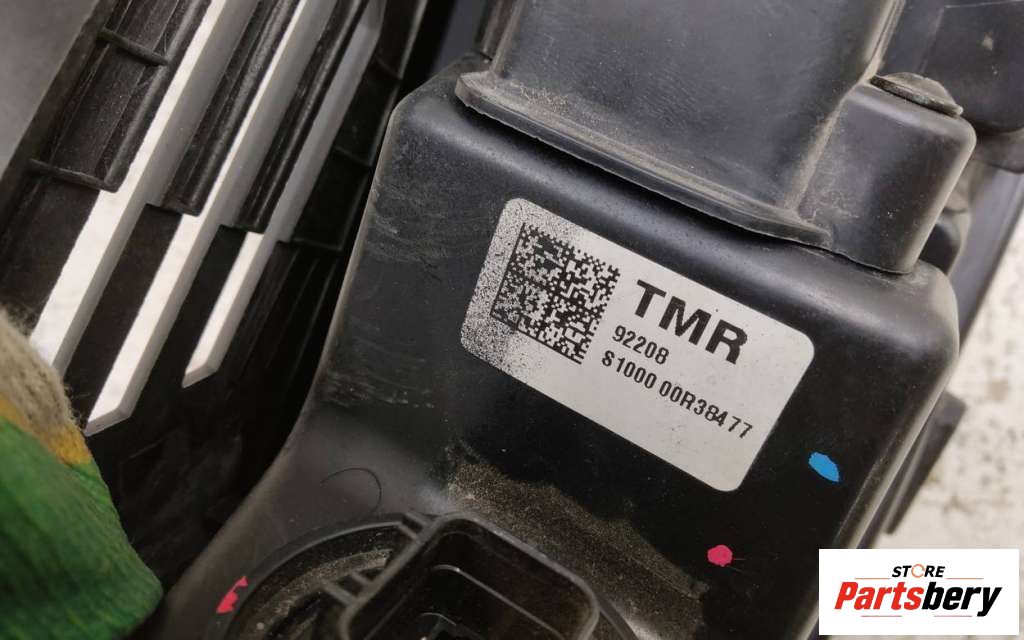 TMR
92208
S1000 00R38477
STORE
Partsbery